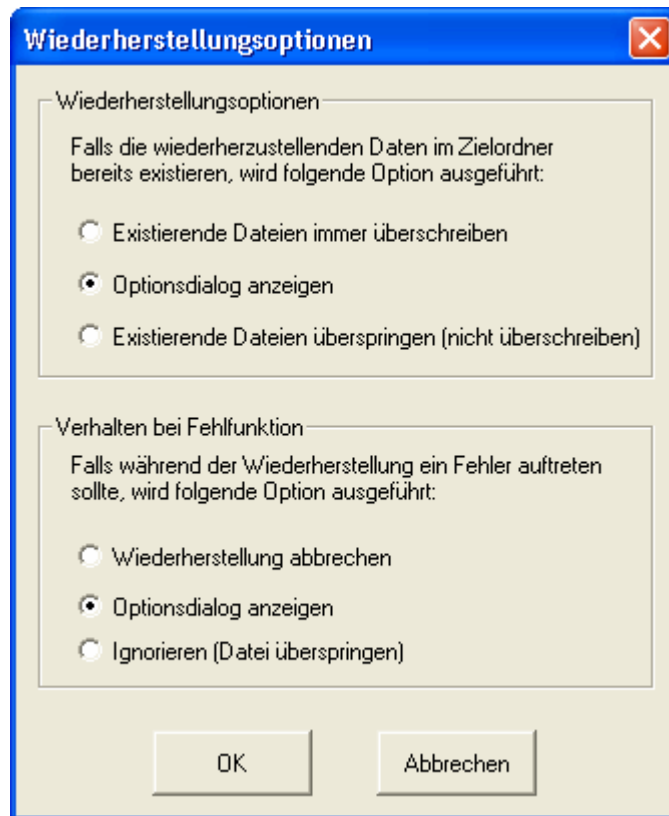 Wiederherstellungsoptionen
Wiederherstellungsoptionen
Falls die wiederherzustellenden Daten im Zielordner
bereits existieren, wird folgende Option ausgeführt:
Existierende Dateien immer überschreiben
Optionsdialog anzeigen
Existierende Dateien überspringen (nicht überschreiben)
Verhalten bei Fehlfunktion
Falls während der Wiederherstellung ein Fehler auftreten
sollte, wird folgende Option ausgeführt:
Wiederherstellung abbrechen
Optionsdialog anzeigen
Ignorieren (Datei überspringen)
OK
Abbrechen